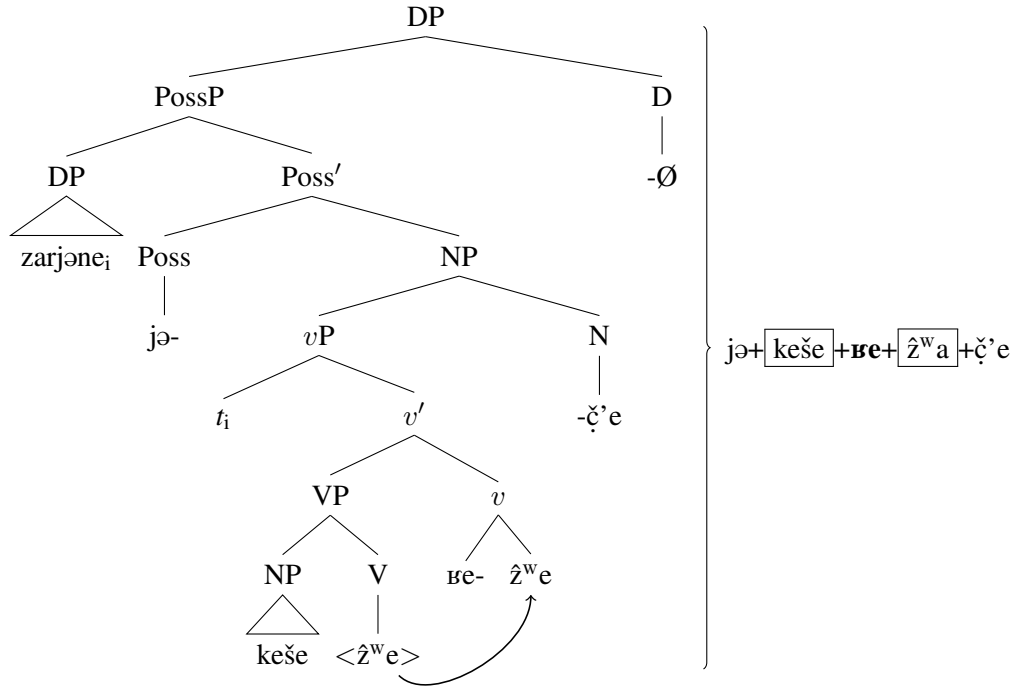 DP
PossP D
DP Poss′ -Ø
zarjəneᵢ Poss NP
jə- vP N
tᵢ v′ -č̣’e
VP v
NP V ʁe- ẑʷe
keše <ẑʷe>
jə+keše+ʁe+ẑʷa+č̣’e